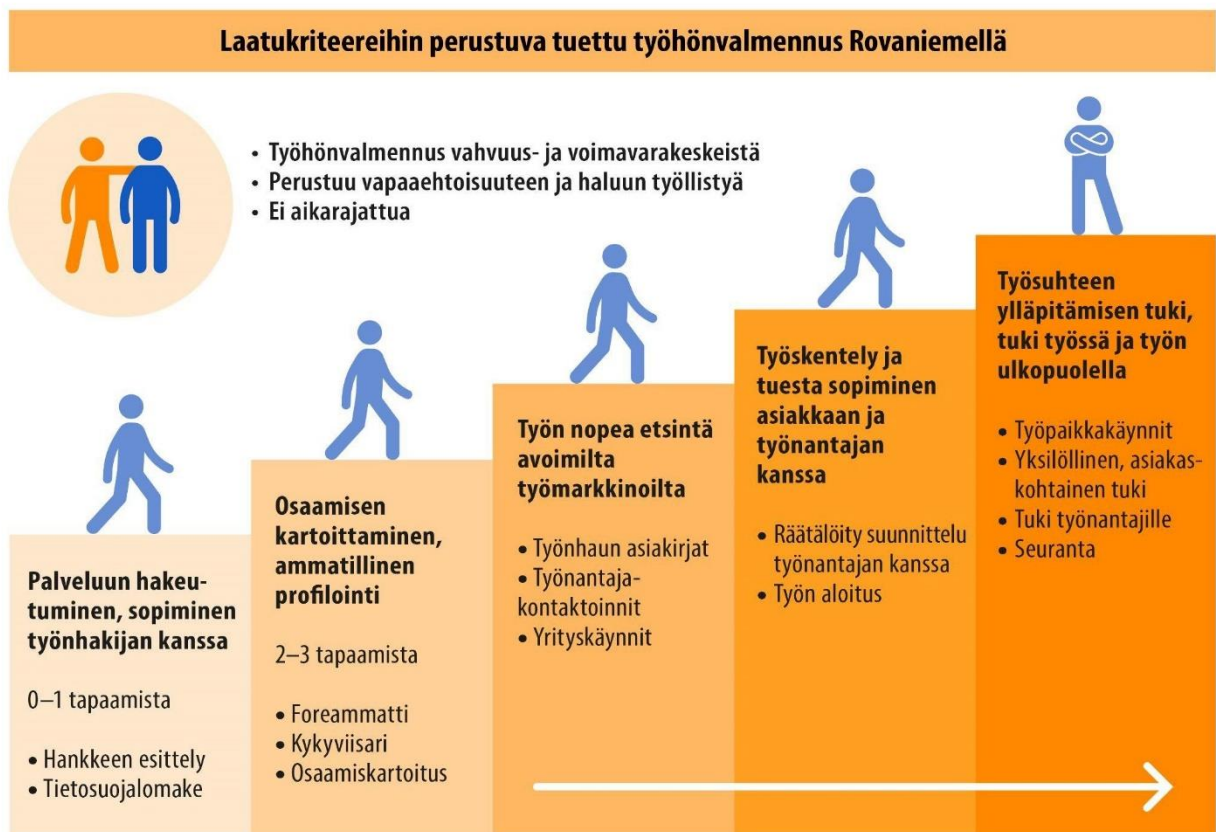 Laatukriteereihin perustuva tuettu työhönvalmennus Rovaniemellä
• Työhönvalmennus vahvuus- ja voimavarakeskeistä
• Perustuu vapaaehtoisuuteen ja haluun työllistyä
• Ei aikarajattua
Palveluun hakeu-
tuminen, sopiminen
työnhakijan kanssa
0–1 tapaamista
• Hankkeen esittely
• Tietosuojalomake
Osaamisen
kartoittaminen,
ammatillinen
profilointi
2–3 tapaamista
• Foreammatti
• Kykyviisari
• Osaamiskartoitus
Työn nopea etsintä
avoimilta
työmarkkinoilta
• Työnhaun asiakirjat
• Työnantaja-
kontaktoinnit
• Yrityskäynnit
Työskentely ja
tuesta sopiminen
asiakkaan ja
työnantajan
kanssa
• Räätälöity suunnittelu
työnantajan kanssa
• Työn aloitus
Työsuhteen
ylläpitämisen tuki,
tuki työssä ja työn
ulkopuolella
• Työpaikkakäynnit
• Yksilöllinen, asiakas-
kohtainen tuki
• Tuki työnantajille
• Seuranta